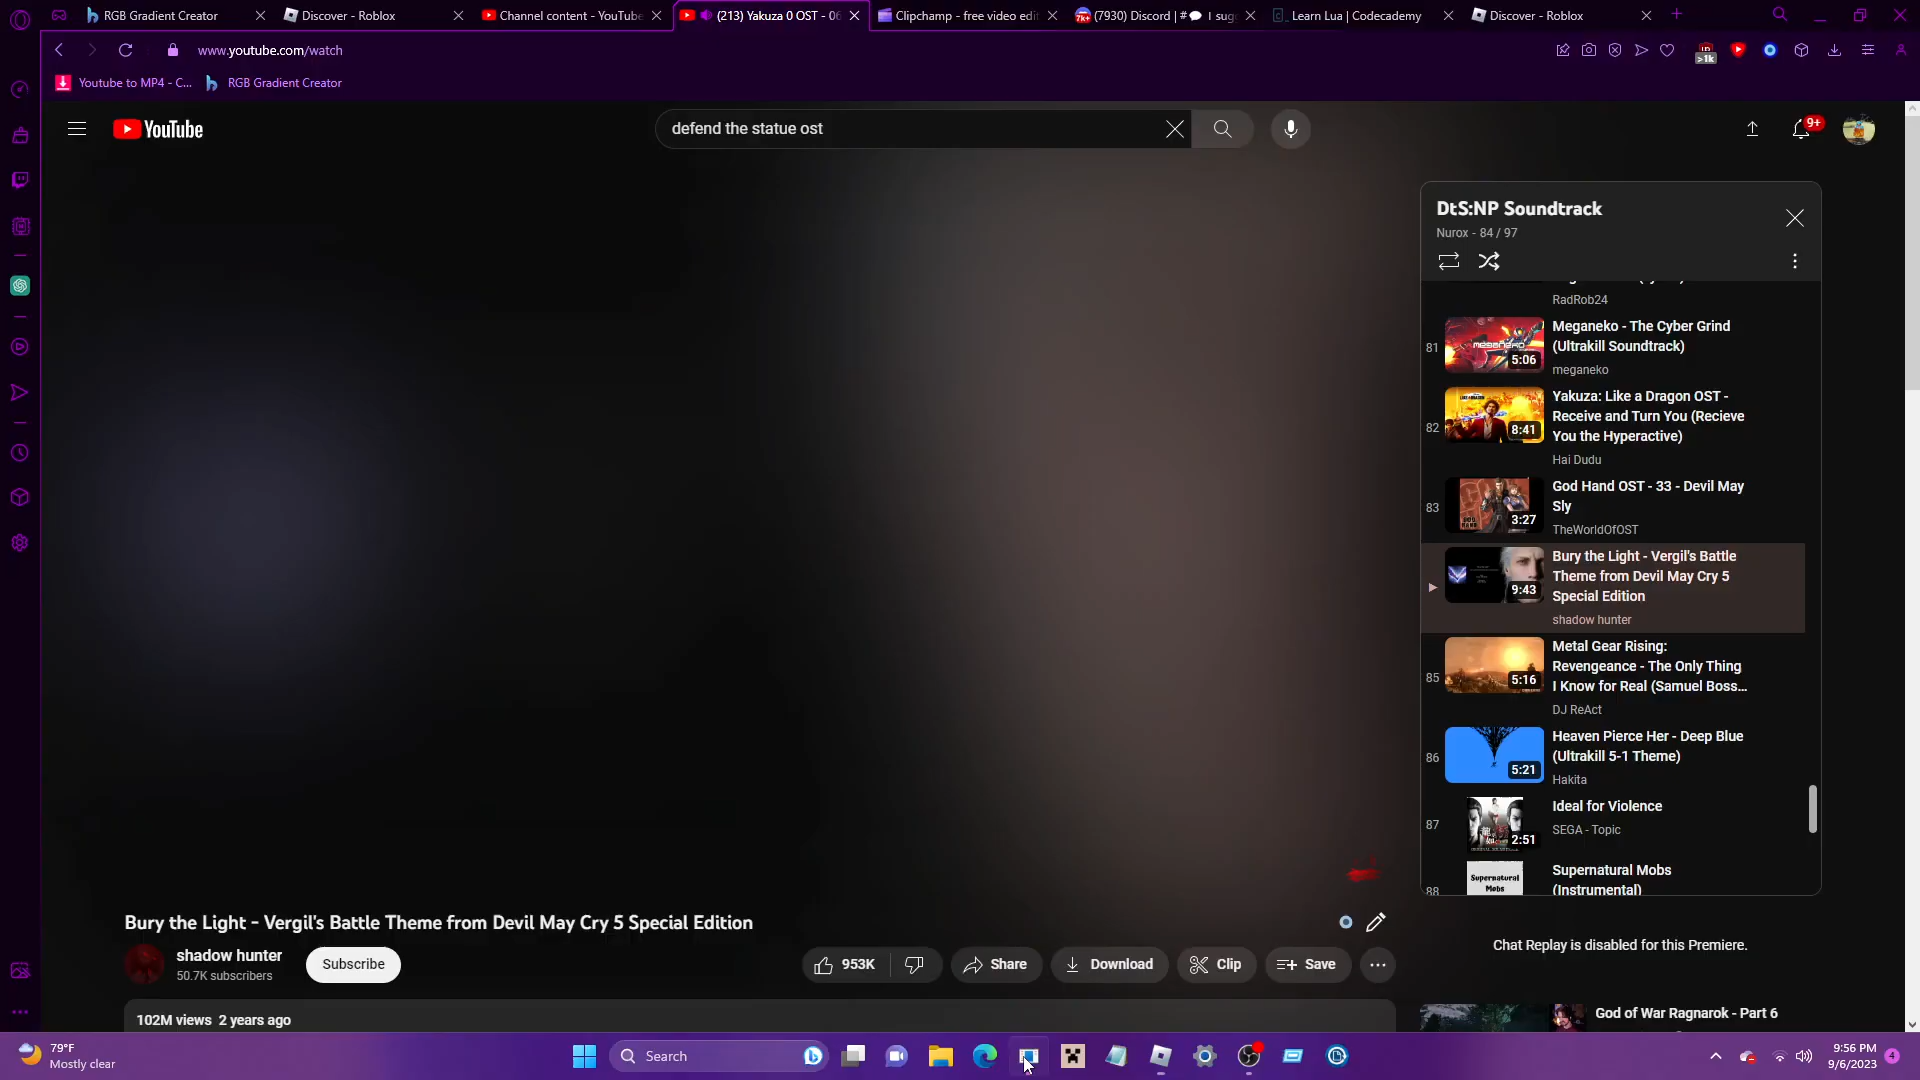 RGB Gradient Creator
Discover - Roblox
Channel content - YouTube
(213) Yakuza 0 OST - 06
Clipchamp - free video edi
(7930) Discord | # 💬 I sug
Learn Lua | Codecademy
Discover - Roblox
www.youtube.com/watch
>1k
Youtube to MP4 - C...
RGB Gradient Creator
YouTube
defend the statue ost
9+
DtS:NP Soundtrack
Nurox - 84 / 97
RadRob24
81
5:06
Meganeko - The Cyber Grind
(Ultrakill Soundtrack)
meganeko
82
8:41
Yakuza: Like a Dragon OST -
Receive and Turn You (Recieve
You the Hyperactive)
Hai Dudu
83
3:27
God Hand OST - 33 - Devil May
Sly
TheWorldOfOST
9:43
Bury the Light - Vergil's Battle
Theme from Devil May Cry 5
Special Edition
shadow hunter
85
5:16
Metal Gear Rising:
Revengeance - The Only Thing
I Know for Real (Samuel Boss...
DJ ReAct
86
5:21
Heaven Pierce Her - Deep Blue
(Ultrakill 5-1 Theme)
Hakita
87
2:51
Ideal for Violence
SEGA - Topic
88
Supernatural
Mobs
Supernatural Mobs
(Instrumental)
Bury the Light - Vergil's Battle Theme from Devil May Cry 5 Special Edition
shadow hunter
50.7K subscribers
Subscribe
953K
Share
Download
Clip
Save
Chat Replay is disabled for this Premiere.
102M views 2 years ago
God of War Ragnarok - Part 6
79°F
Mostly clear
Search
9:56 PM
9/6/2023
4